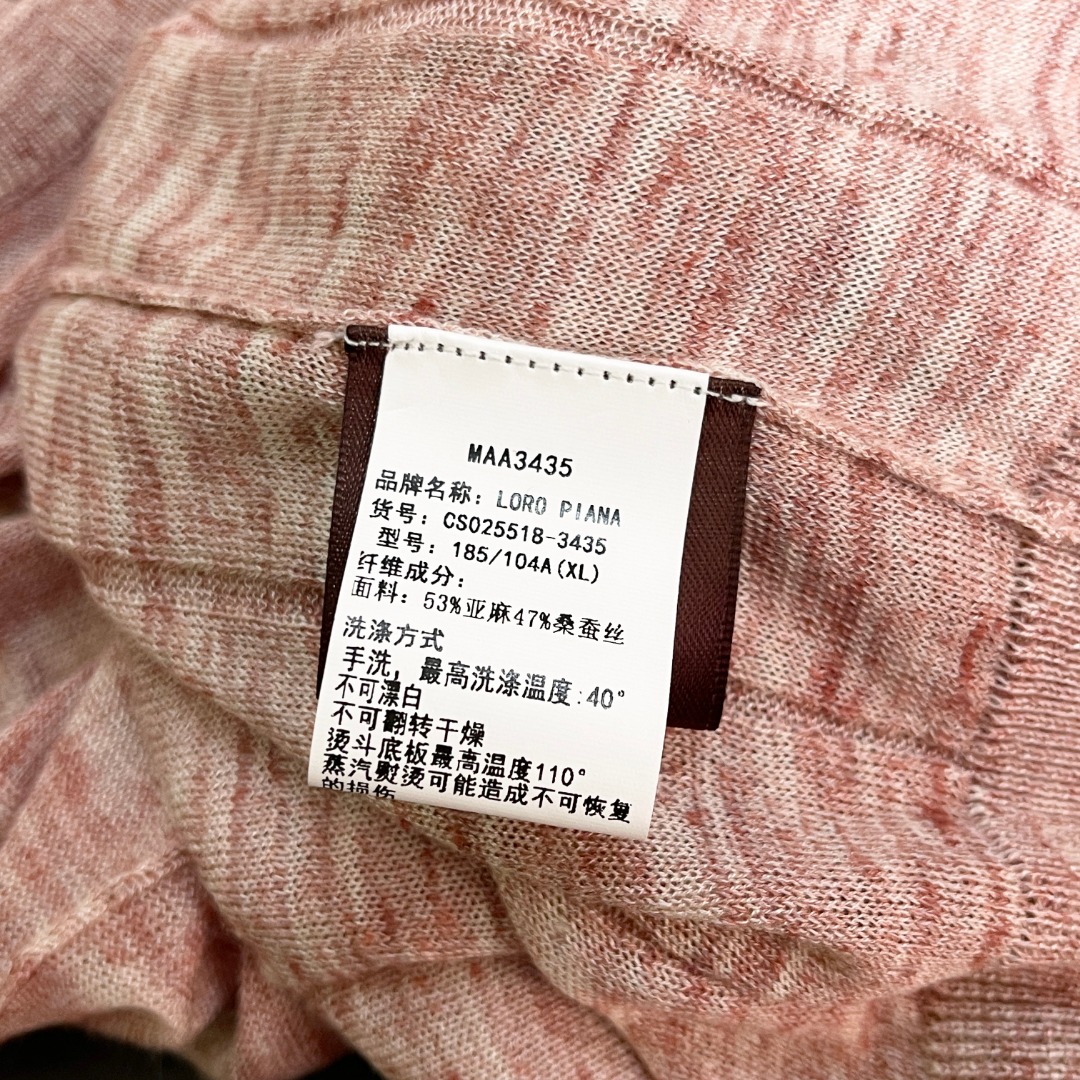 MAA3435
品牌名称: LORO PIANA
货号: CS025518-3435
型号: 185/104A(XL)
纤维成分:
面料: 53%亚麻47%桑蚕丝
洗涤方式
手洗, 最高洗涤温度:40°
不可漂白
不可翻转干燥
烫斗底板最高温度110°
蒸汽熨烫可能造成不可恢复
的损伤